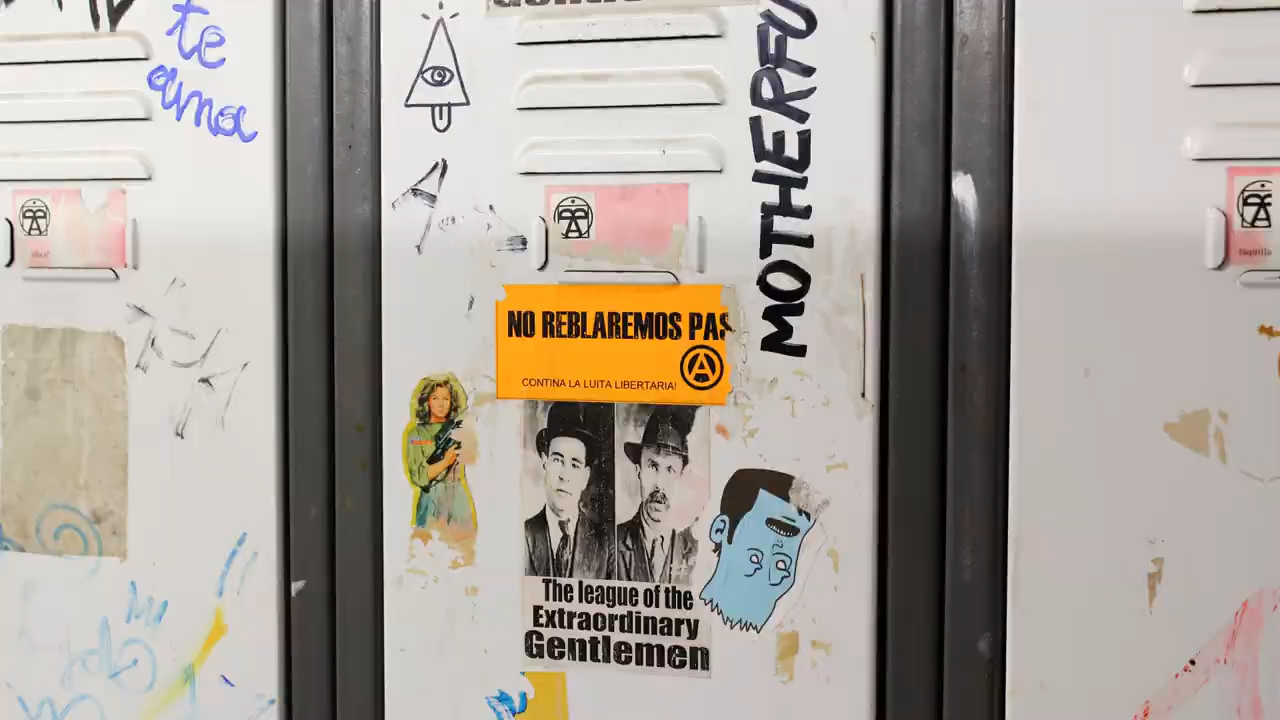 te
ama
MOTHERFU
NO REBLAREMOS PAS
CONTINA LA LUITA LIBERTARIA!
The league of the
Extraordinary
Gentlemen